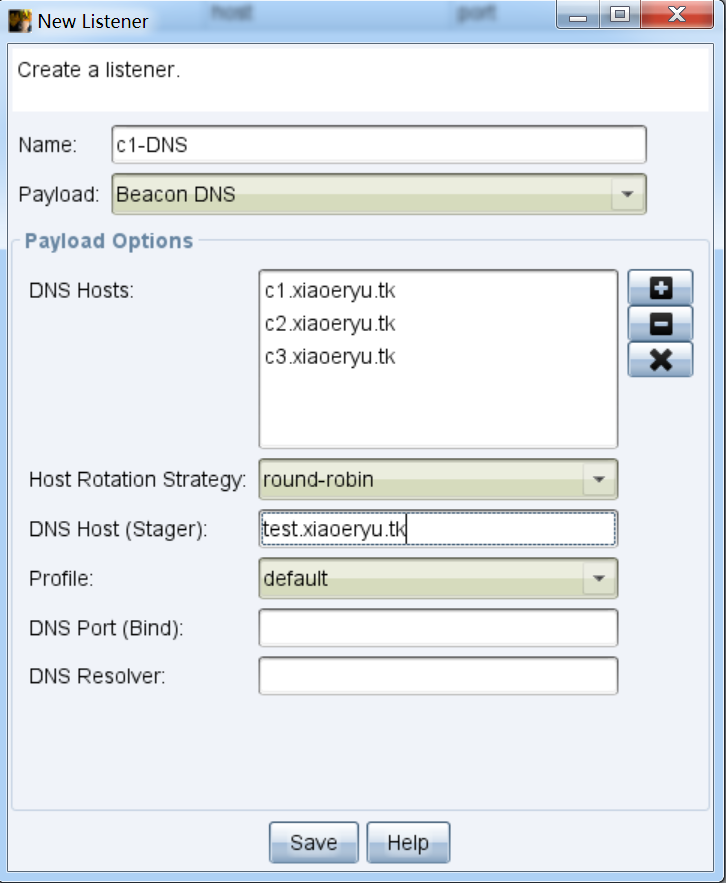 host port
New Listener
Create a listener.
Name: c1-DNS
Payload: Beacon DNS
Payload Options
DNS Hosts: c1.xiaoeryu.tk
c2.xiaoeryu.tk
c3.xiaoeryu.tk
Host Rotation Strategy: round-robin
DNS Host (Stager): test.xiaoeryu.tk
Profile: default
DNS Port (Bind):
DNS Resolver:
Save Help